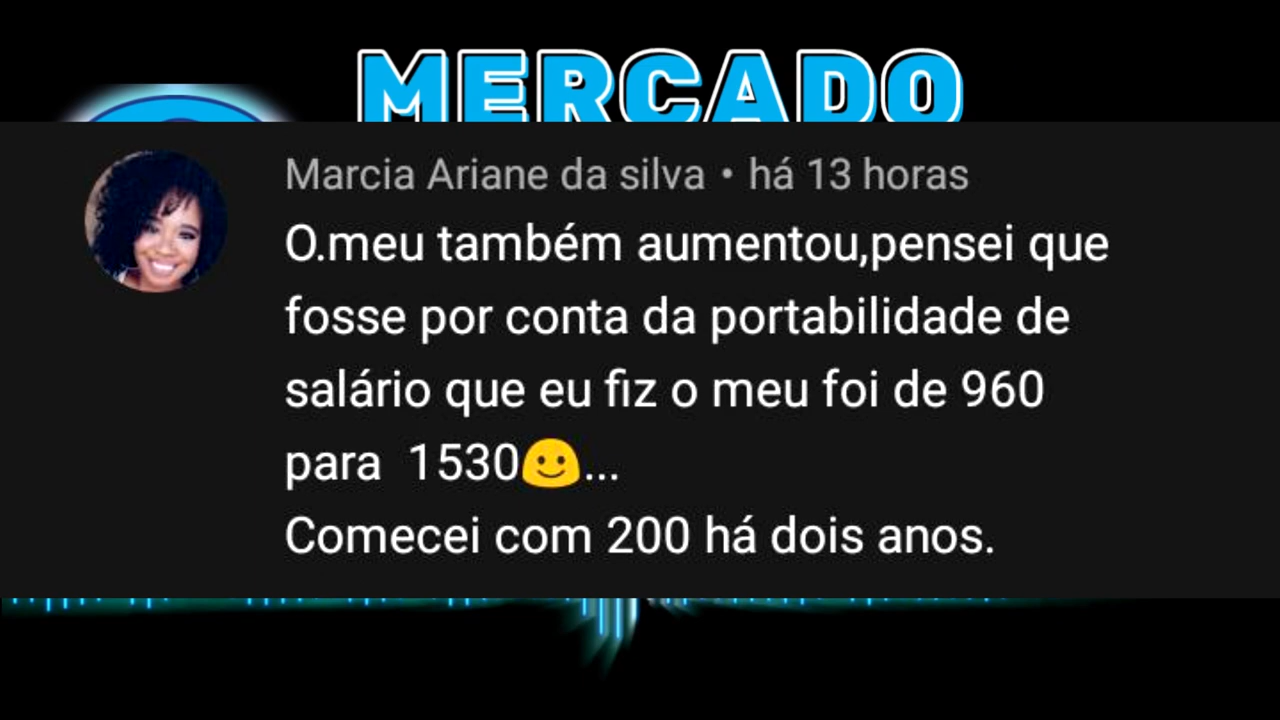 MERCADO
Marcia Ariane da silva • há 13 horas
O.meu também aumentou,pensei que
fosse por conta da portabilidade de
salário que eu fiz o meu foi de 960
para 1530🙂...
Comecei com 200 há dois anos.